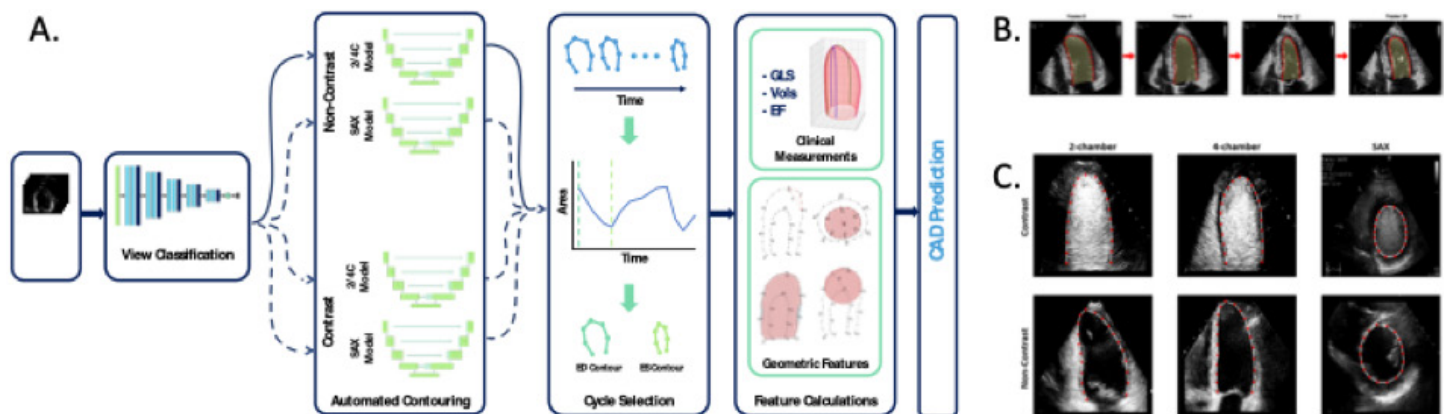 A.
View Classification
Non-Contrast
2/4C
Model
SAX
Model
Contrast
2/4C
Model
SAX
Model
Automated Contouring
Time
Area
Time
ED Contour
ES Contour
Cycle Selection
- GLS
- Vols
- EF
Clinical
Measurements
Geometric Features
Feature Calculations
CAD Prediction
B.
C.
2-chamber
4-chamber
SAX
Contrast
Non-Contrast